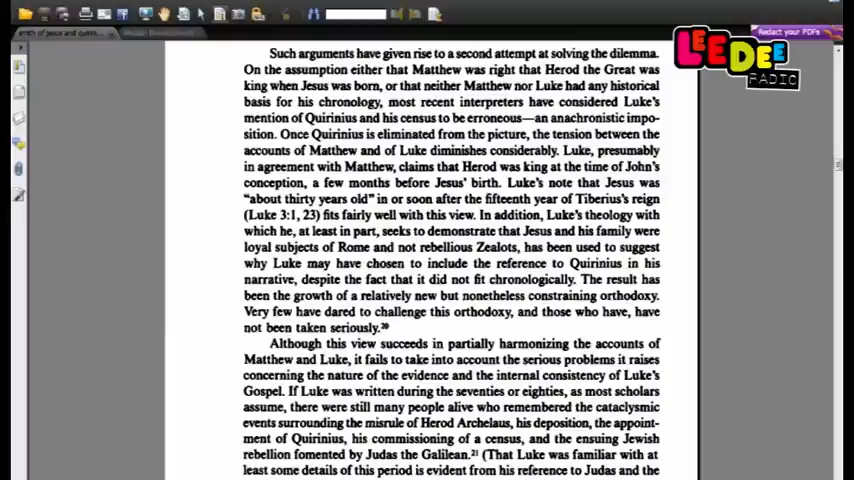 LEEDEE
RADIO
Redact your PDFs
Such arguments have given rise to a second attempt at solving the dilemma.
On the assumption either that Matthew was right that Herod the Great was
king when Jesus was born, or that neither Matthew nor Luke had any historical
basis for his chronology, most recent interpreters have considered Luke's
mention of Quirinius and his census to be erroneous—an anachronistic impo-
sition. Once Quirinius is eliminated from the picture, the tension between the
accounts of Matthew and of Luke diminishes considerably. Luke, presumably
in agreement with Matthew, claims that Herod was king at the time of John's
conception, a few months before Jesus' birth. Luke's note that Jesus was
"about thirty years old" in or soon after the fifteenth year of Tiberius's reign
(Luke 3:1, 23) fits fairly well with this view. In addition, Luke's theology with
which he, at least in part, seeks to demonstrate that Jesus and his family were
loyal subjects of Rome and not rebellious Zealots, has been used to suggest
why Luke may have chosen to include the reference to Quirinius in his
narrative, despite the fact that it did not fit chronologically. The result has
been the growth of a relatively new but nonetheless constraining orthodoxy.
Very few have dared to challenge this orthodoxy, and those who have, have
not been taken seriously.²⁰
Although this view succeeds in partially harmonizing the accounts of
Matthew and Luke, it fails to take into account the serious problems it raises
concerning the nature of the evidence and the internal consistency of Luke's
Gospel. If Luke was written during the seventies or eighties, as most scholars
assume, there were still many people alive who remembered the cataclysmic
events surrounding the misrule of Herod Archelaus, his deposition, the appoint-
ment of Quirinius, his commissioning of a census, and the ensuing Jewish
rebellion fomented by Judas the Galilean.²¹ (That Luke was familiar with at
least some details of this period is evident from his reference to Judas and the